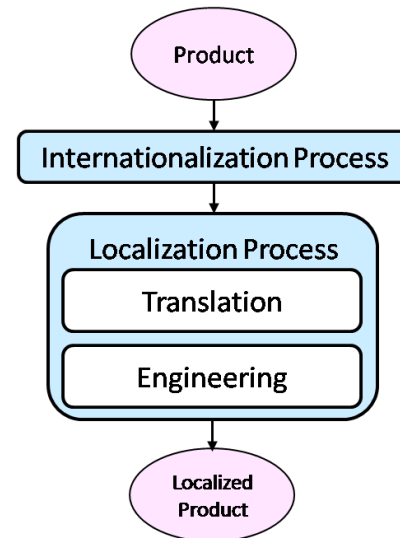 Product
Internationalization Process
Localization Process
Translation
Engineering
Localized
Product